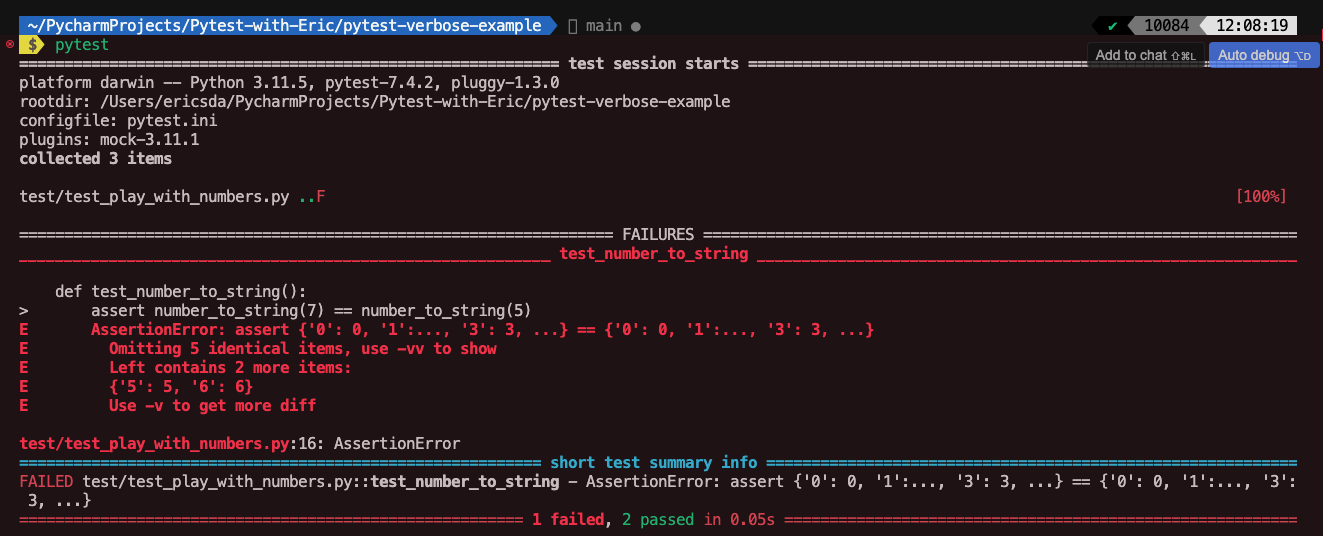 ~/PycharmProjects/Pytest-with-Eric/pytest-verbose-example main ● ✔ 10084 12:08:19
$ pytest
Add to chat ⇧⌘L Auto debug ⌥D
============================================================ test session starts =============================================================
platform darwin -- Python 3.11.5, pytest-7.4.2, pluggy-1.3.0
rootdir: /Users/ericsda/PycharmProjects/Pytest-with-Eric/pytest-verbose-example
configfile: pytest.ini
plugins: mock-3.11.1
collected 3 items
test/test_play_with_numbers.py ..F [100%]
================================================================== FAILURES ==================================================================
___________________________________________________________ test_number_to_string ____________________________________________________________
    def test_number_to_string():
>       assert number_to_string(7) == number_to_string(5)
E       AssertionError: assert {'0': 0, '1':..., '3': 3, ...} == {'0': 0, '1':..., '3': 3, ...}
E         Omitting 5 identical items, use -vv to show
E         Left contains 2 more items:
E         {'5': 5, '6': 6}
E         Use -v to get more diff
test/test_play_with_numbers.py:16: AssertionError
========================================================== short test summary info ===========================================================
FAILED test/test_play_with_numbers.py::test_number_to_string - AssertionError: assert {'0': 0, '1':..., '3': 3, ...} == {'0': 0, '1':..., '3':
 3, ...}
======================================================== 1 failed, 2 passed in 0.05s =========================================================